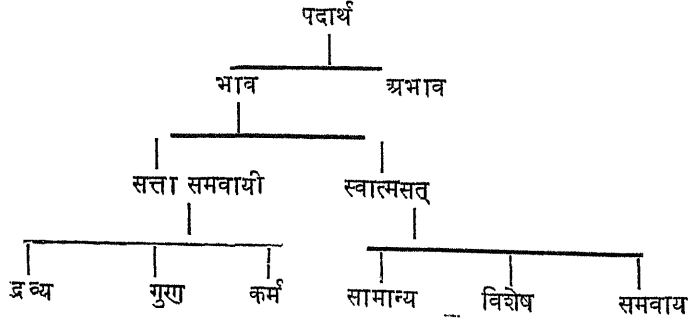 पदार्थ
भाव अभाव
सत्ता समवायी स्वात्मसत्
द्रव्य गुण कर्म सामान्य विशेष समवाय